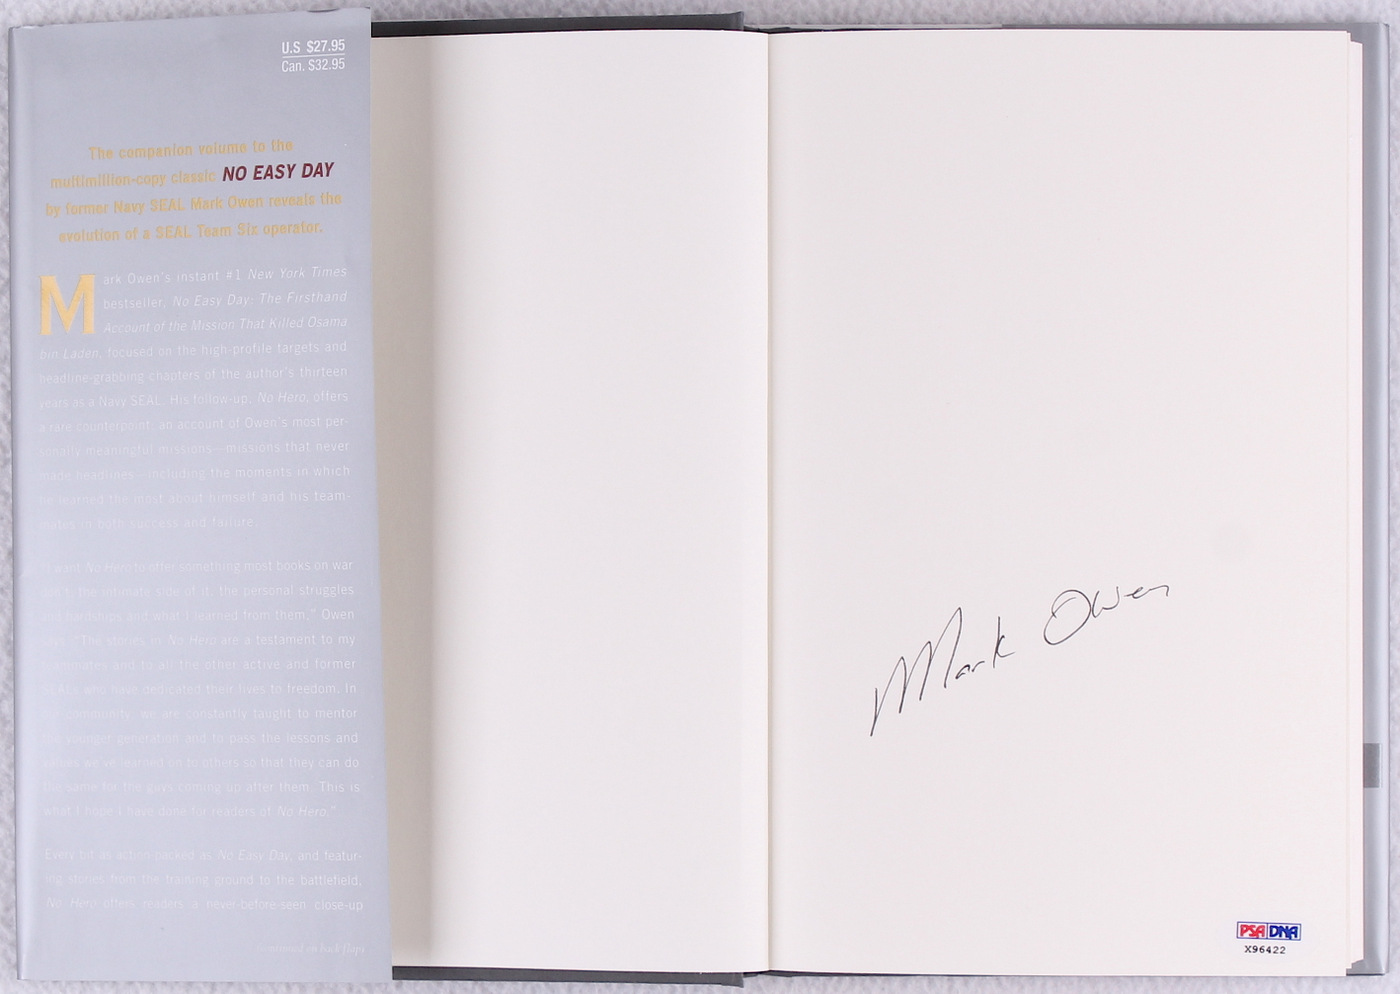 U.S $27.95
Can. $32.95
The companion volume to the
multimillion-copy classic NO EASY DAY
by former Navy SEAL Mark Owen reveals the
evolution of a SEAL Team Six operator.
Mark Owen's instant #1 New York Times
bestseller, No Easy Day: The Firsthand
Account of the Mission That Killed Osama
bin Laden, focused on the high-profile targets and
headline-grabbing chapters of the author's thirteen
years as a Navy SEAL. His follow-up, No Hero, offers
a rare counterpoint: an account of Owen's most per-
sonally meaningful missions—missions that never
made headlines—including the moments in which
he learned the most about himself and his team-
mates in both success and failure.
"I want No Hero to offer something most books on war
don't: the intimate side of it, the personal struggles
and hardships and what I learned from them," Owen
says. "The stories in No Hero are a testament to my
teammates and to all the other active and former
SEALs who have dedicated their lives to freedom. In
our community, we are constantly taught to mentor
the younger generation and to pass the lessons and
values we've learned on to others so that they can do
the same for the guys coming up after them. This is
what I hope I have done for readers of No Hero."
Every bit as action-packed as No Easy Day, and featur-
ing stories from the training ground to the battlefield,
No Hero offers readers a never-before-seen close-up
(continued on back flap)
Mark Owen
PSA DNA
X96422